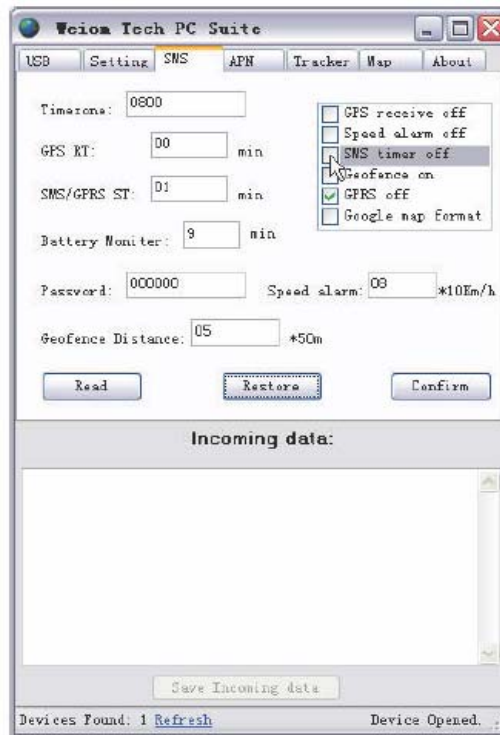 Wciom Tech PC Suite
USB Setting SMS APN Tracker Map About
Timezone: 0800
GPS RT: 00 min
SMS/GPRS ST: 01 min
Battery Moniter: 9 min
GPS receive off
Speed alarm off
SMS timer off
Geofence on
GPRS off
Google map format
Password: 000000 Speed alarm: 08 *10Km/h
Geofence Distance: 05 *50m
Read Restore Confirm
Incoming data:
Save Incoming data
Devices Found: 1 Refresh Device Opened.